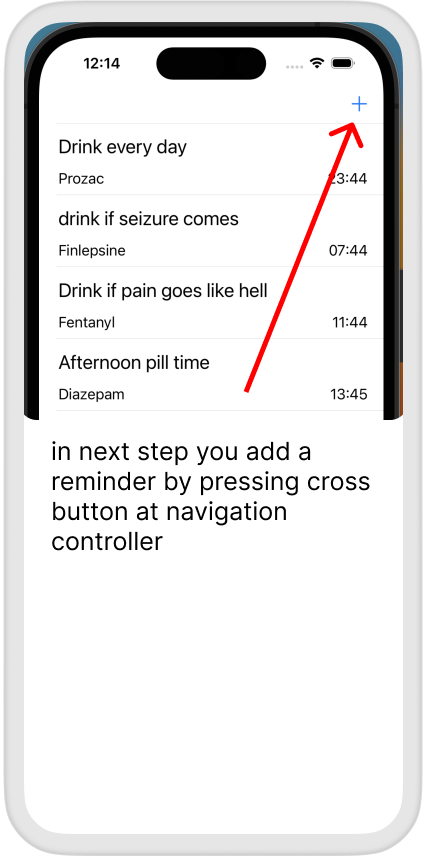 12:14
+
Drink every day
Prozac 23:44
drink if seizure comes
Finlepsine 07:44
Drink if pain goes like hell
Fentanyl 11:44
Afternoon pill time
Diazepam 13:45
in next step you add a
reminder by pressing cross
button at navigation
controller